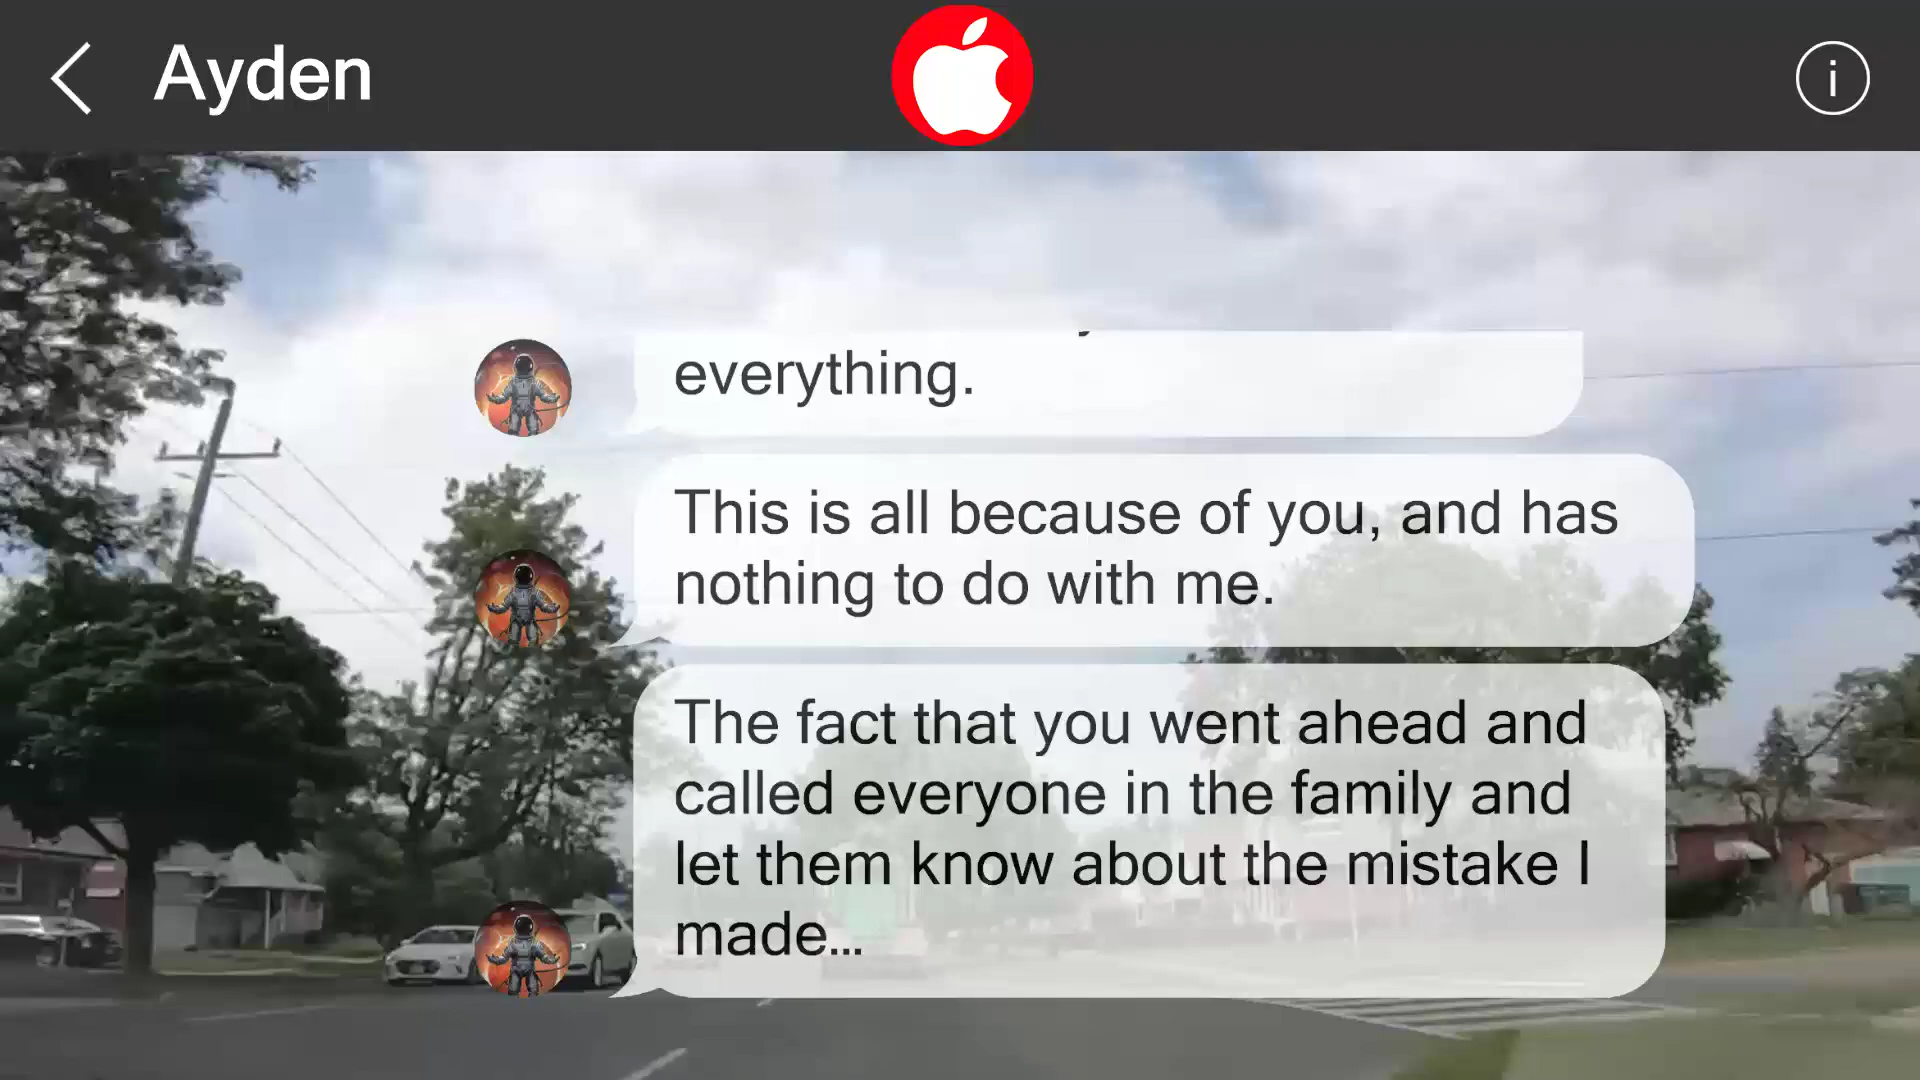 Ayden
i
everything.
This is all because of you, and has
nothing to do with me.
The fact that you went ahead and
called everyone in the family and
let them know about the mistake I
made...